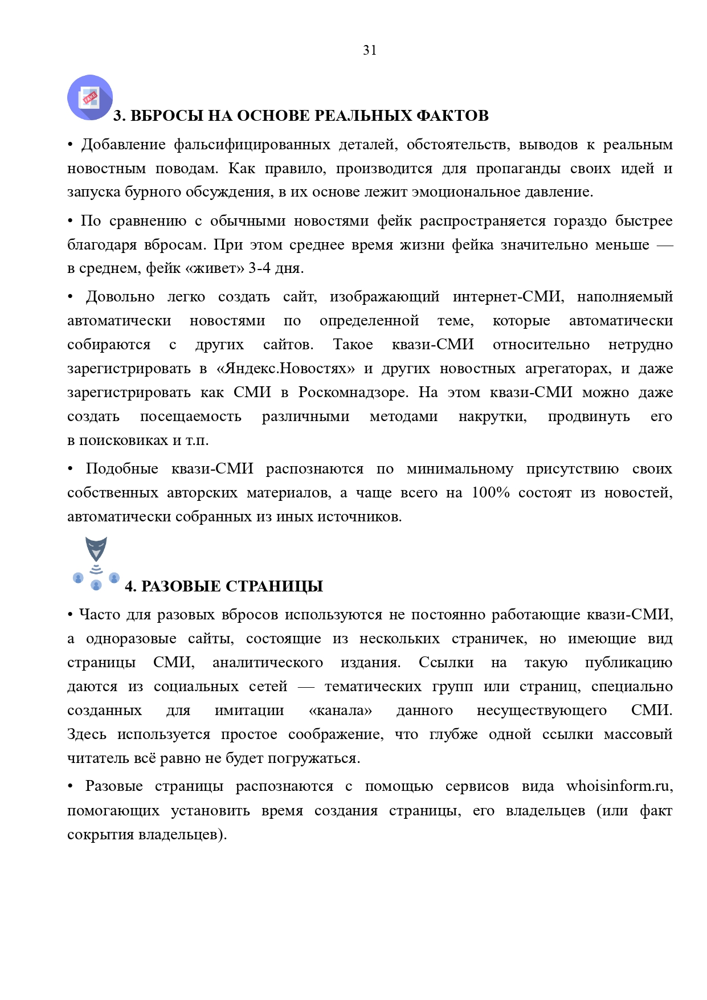 31
FAKE
3. ВБРОСЫ НА ОСНОВЕ РЕАЛЬНЫХ ФАКТОВ
• Добавление фальсифицированных деталей, обстоятельств, выводов к реальным
новостным поводам. Как правило, производится для пропаганды своих идей и
запуска бурного обсуждения, в их основе лежит эмоциональное давление.
• По сравнению с обычными новостями фейк распространяется гораздо быстрее
благодаря вбросам. При этом среднее время жизни фейка значительно меньше —
в среднем, фейк «живет» 3-4 дня.
• Довольно легко создать сайт, изображающий интернет-СМИ, наполняемый
автоматически новостями по определенной теме, которые автоматически
собираются с других сайтов. Такое квази-СМИ относительно нетрудно
зарегистрировать в «Яндекс.Новостях» и других новостных агрегаторах, и даже
зарегистрировать как СМИ в Роскомнадзоре. На этом квази-СМИ можно даже
создать посещаемость различными методами накрутки, продвинуть его
в поисковиках и т.п.
• Подобные квази-СМИ распознаются по минимальному присутствию своих
собственных авторских материалов, а чаще всего на 100% состоят из новостей,
автоматически собранных из иных источников.
4. РАЗОВЫЕ СТРАНИЦЫ
• Часто для разовых вбросов используются не постоянно работающие квази-СМИ,
а одноразовые сайты, состоящие из нескольких страничек, но имеющие вид
страницы СМИ, аналитического издания. Ссылки на такую публикацию
даются из социальных сетей — тематических групп или страниц, специально
созданных для имитации «канала» данного несуществующего СМИ.
Здесь используется простое соображение, что глубже одной ссылки массовый
читатель всё равно не будет погружаться.
• Разовые страницы распознаются с помощью сервисов вида whoisinform.ru,
помогающих установить время создания страницы, его владельцев (или факт
сокрытия владельцев).